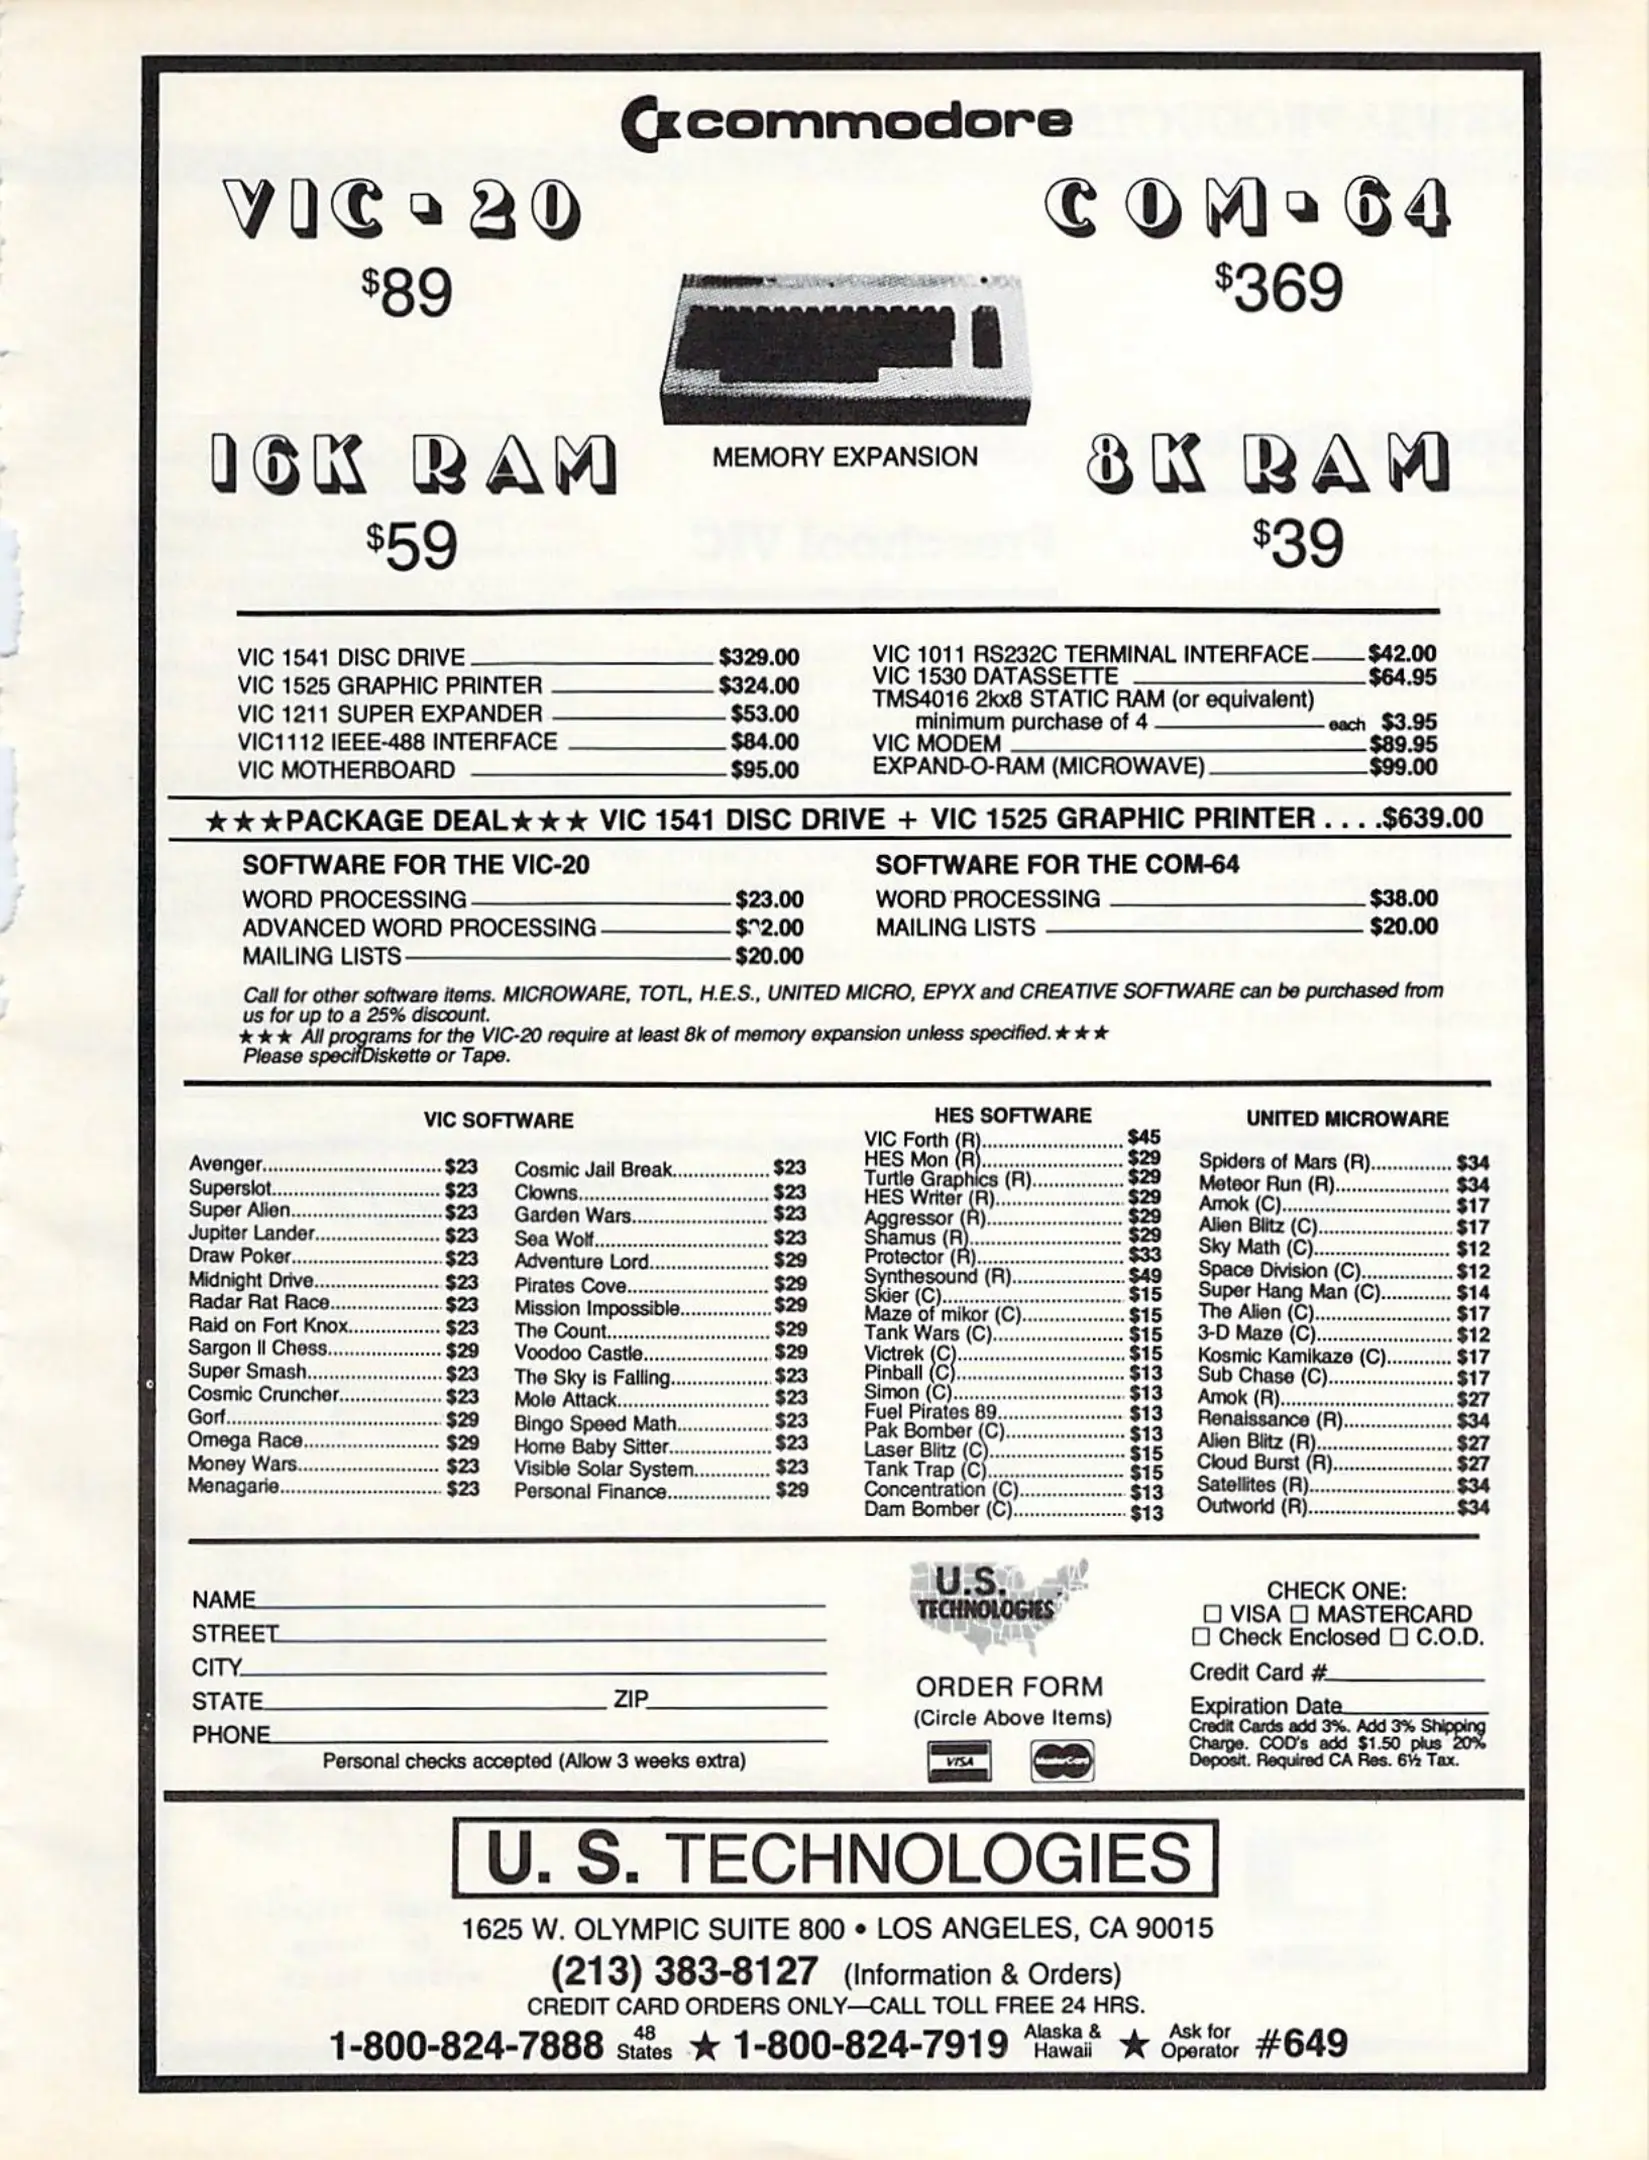 commodore
VIC-20
$89
COM-64
$369
16K RAM
$59
MEMORY EXPANSION
8K RAM
$39
VIC 1541 DISC DRIVE $329.00
VIC 1525 GRAPHIC PRINTER $324.00
VIC 1211 SUPER EXPANDER $53.00
VIC1112 IEEE-488 INTERFACE $84.00
VIC MOTHERBOARD $95.00
VIC 1011 RS232C TERMINAL INTERFACE $42.00
VIC 1530 DATASSETTE $64.95
TMS4016 2kx8 STATIC RAM (or equivalent)
minimum purchase of 4 each $3.95
VIC MODEM $89.95
EXPAND-O-RAM (MICROWAVE) $99.00
★★★PACKAGE DEAL★★★ VIC 1541 DISC DRIVE + VIC 1525 GRAPHIC PRINTER . . . .$639.00
SOFTWARE FOR THE VIC-20
WORD PROCESSING $23.00
ADVANCED WORD PROCESSING
MAILING LISTS $20.00
SOFTWARE FOR THE COM-64
WORD PROCESSING $38.00
MAILING LISTS $20.00
Call for other software items. MICROWARE, TOTL, H.E.S., UNITED MICRO, EPYX and CREATIVE SOFTWARE can be purchased from
us for up to a 25% discount.
★★★ All programs for the VIC-20 require at least 8k of memory expansion unless specified.★★★
Please specifDiskette or Tape.
VIC SOFTWARE
Avenger $23
Superslot $23
Super Alien $23
Jupiter Lander $23
Draw Poker $23
Midnight Drive $23
Radar Rat Race $23
Raid on Fort Knox $23
Sargon II Chess $29
Super Smash $23
Cosmic Cruncher $23
Gorf $29
Omega Race $29
Money Wars $23
Menagarie $23
Cosmic Jail Break $23
Clowns $23
Garden Wars $23
Sea Wolf $23
Adventure Lord $29
Pirates Cove $29
Mission Impossible $29
The Count $29
Voodoo Castle $29
The Sky is Falling $23
Mole Attack $23
Bingo Speed Math $23
Home Baby Sitter $23
Visible Solar System $23
Personal Finance $29
HES SOFTWARE
VIC Forth (R) $45
HES Mon (R) $29
Turtle Graphics (R) $29
HES Writer (R) $29
Aggressor (R) $29
Shamus (R) $29
Protector (R) $33
Synthesound (R) $49
Skier (C) $15
Maze of mikor (C) $15
Tank Wars (C) $15
Victrek (C) $15
Pinball (C) $13
Simon (C) $13
Fuel Pirates 89 $13
Pak Bomber (C) $13
Laser Blitz (C) $15
Tank Trap (C) $15
Concentration (C) $13
Dam Bomber (C) $13
UNITED MICROWARE
Spiders of Mars (R) $34
Meteor Run (R) $34
Amok (C) $17
Alien Blitz (C) $17
Sky Math (C) $12
Space Division (C) $12
Super Hang Man (C) $14
The Alien (C) $17
3-D Maze (C) $12
Kosmic Kamikaze (C) $17
Sub Chase (C) $17
Amok (R) $27
Renaissance (R) $34
Alien Blitz (R) $27
Cloud Burst (R) $27
Satellites (R) $34
Outworld (R) $34
NAME
STREET
CITY
STATE ZIP
PHONE
Personal checks accepted (Allow 3 weeks extra)
U.S.
TECHNOLOGIES
ORDER FORM
(Circle Above Items)
VISA
MasterCard
CHECK ONE:
☐ VISA ☐ MASTERCARD
☐ Check Enclosed ☐ C.O.D.
Credit Card #
Expiration Date
Credit Cards add 3%. Add 3% Shipping
Charge. COD's add $1.50 plus 20%
Deposit. Required CA Res. 6½ Tax.
U. S. TECHNOLOGIES
1625 W. OLYMPIC SUITE 800 • LOS ANGELES, CA 90015
(213) 383-8127 (Information & Orders)
CREDIT CARD ORDERS ONLY—CALL TOLL FREE 24 HRS.
1-800-824-7888 48 States ★ 1-800-824-7919 Alaska & Hawaii ★ Ask for Operator #649